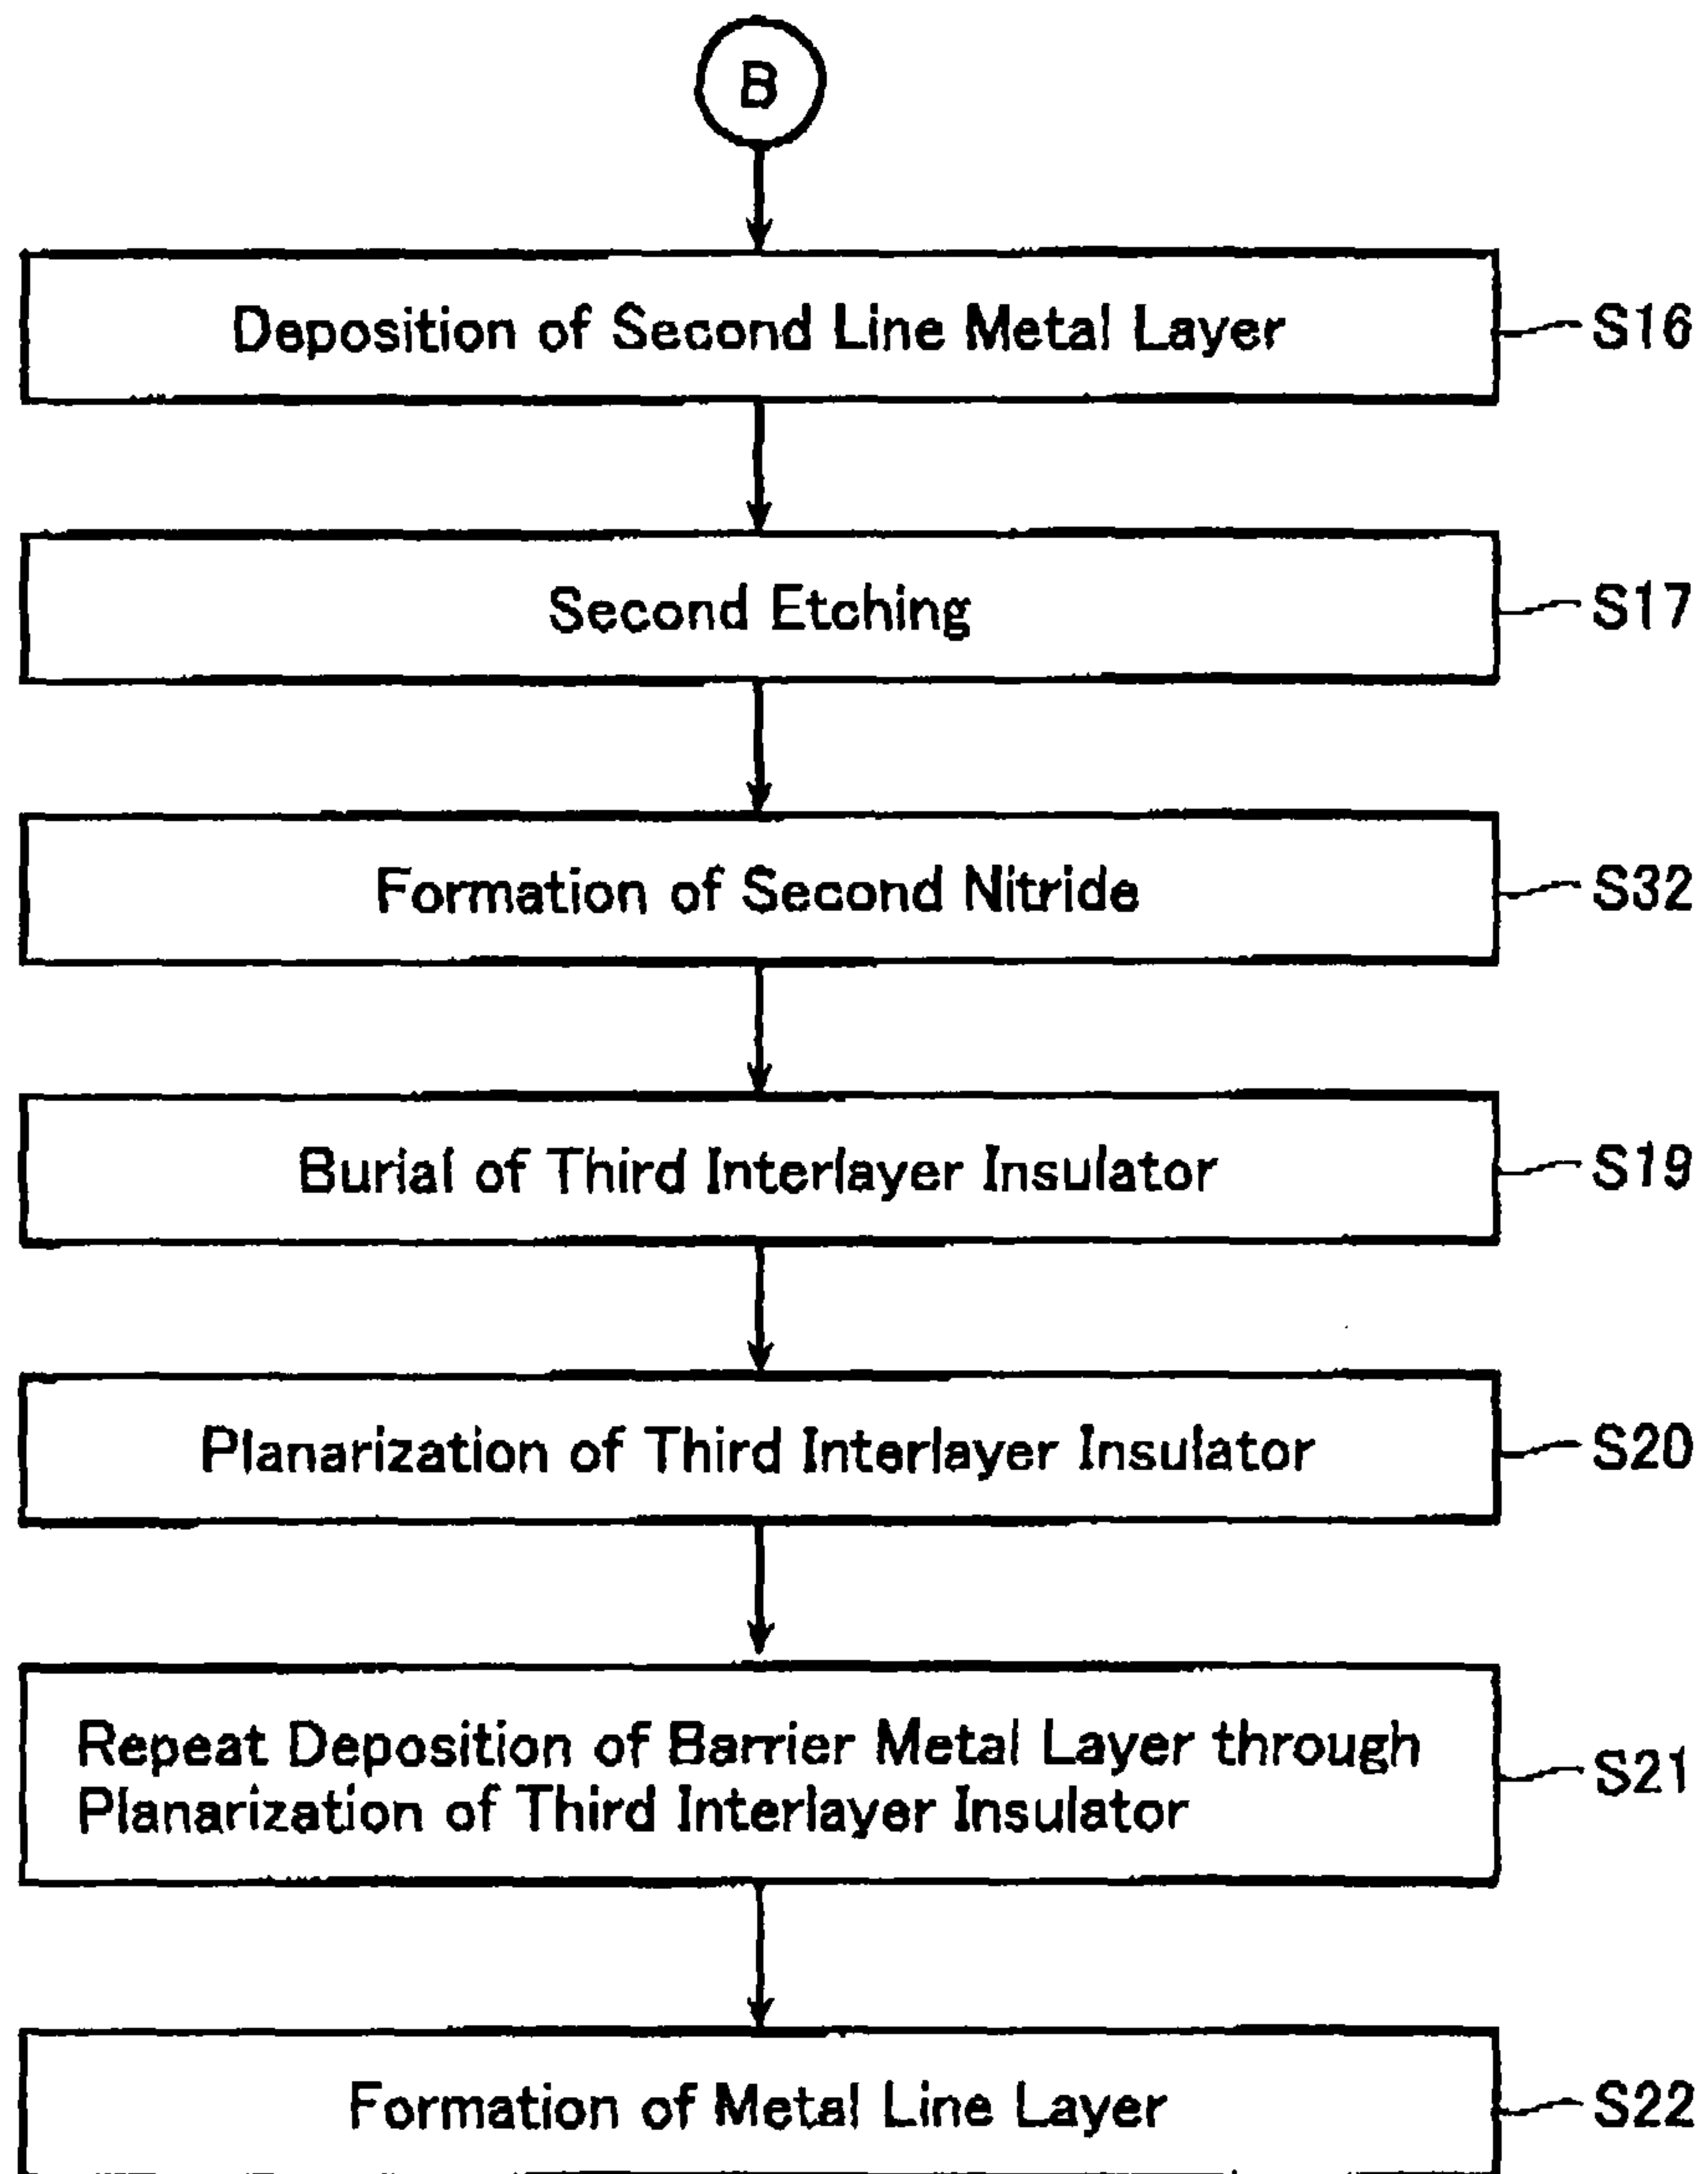 B
Deposition of Second Line Metal Layer
S16
Second Etching
S17
Formation of Second Nitride
S32
Burial of Third Interlayer Insulator
S19
Planarization of Third Interlayer Insulator
S20
Repeat Deposition of Barrier Metal Layer through
Planarization of Third Interlayer Insulator
S21
Formation of Metal Line Layer
S22